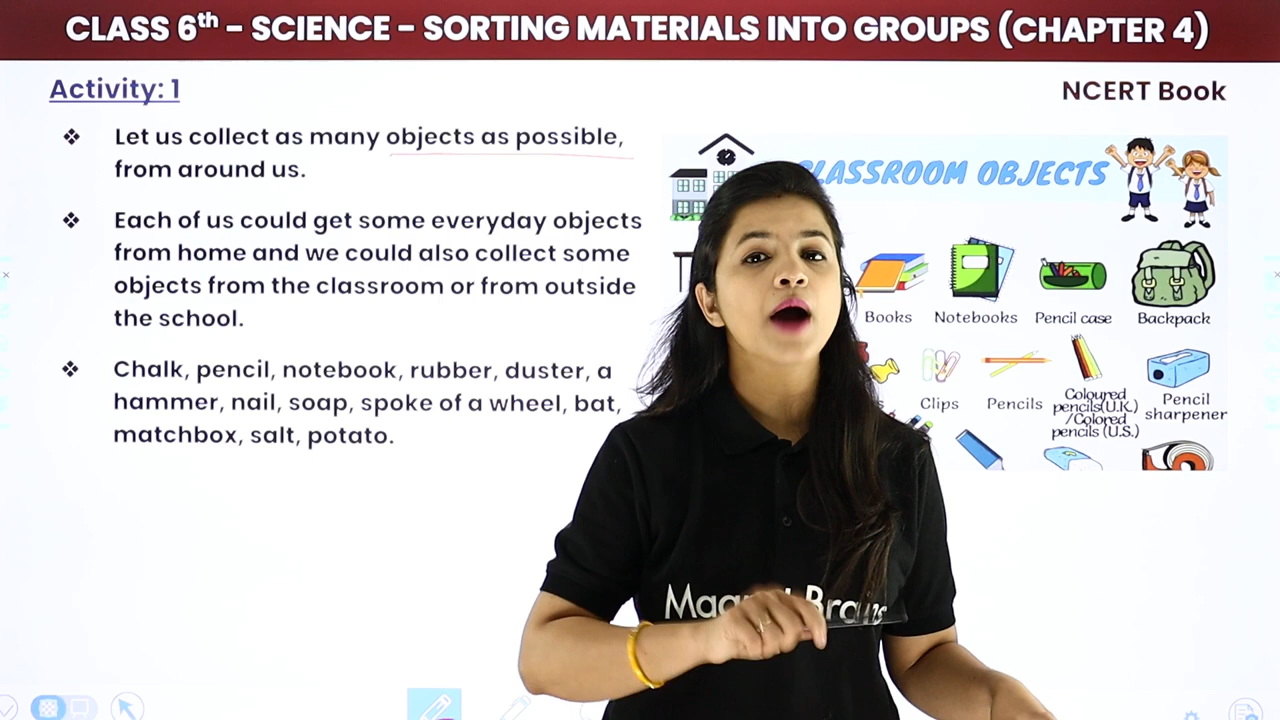 CLASS 6th – SCIENCE – SORTING MATERIALS INTO GROUPS (CHAPTER 4)
Activity: 1
NCERT Book
❖ Let us collect as many objects as possible,
from around us.
❖ Each of us could get some everyday objects
from home and we could also collect some
objects from the classroom or from outside
the school.
❖ Chalk, pencil, notebook, rubber, duster, a
hammer, nail, soap, spoke of a wheel, bat,
matchbox, salt, potato.
OBJECTS
Books
Notebooks
Pencil case
Backpack
Clips
Pencils
Coloured
pencils(U.K.)
/Colored
pencils (U.S.)
Pencil
sharpener